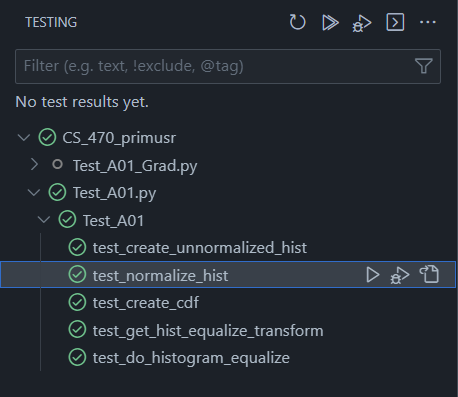 TESTING
Filter (e.g. text, !exclude, @tag)
No test results yet.
CS_470_primusr
Test_A01_Grad.py
Test_A01.py
Test_A01
test_create_unnormalized_hist
test_normalize_hist
test_create_cdf
test_get_hist_equalize_transform
test_do_histogram_equalize